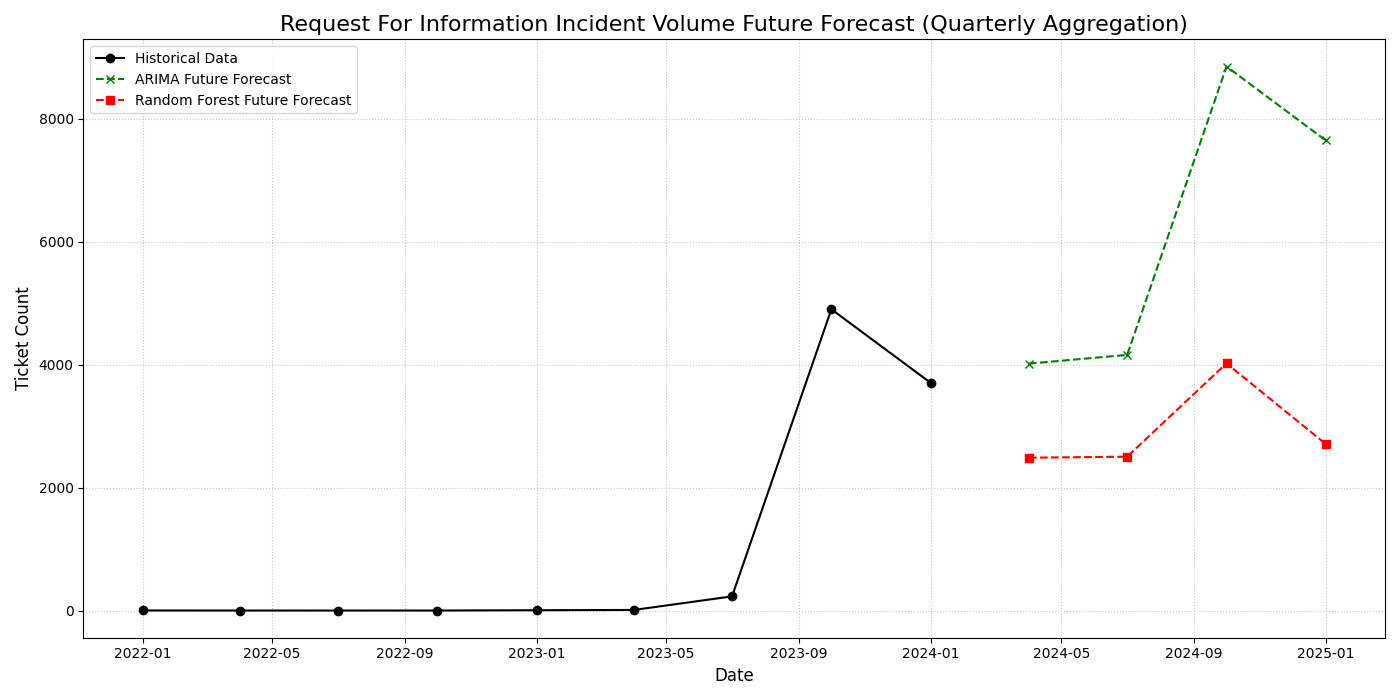 Request For Information Incident Volume Future Forecast (Quarterly Aggregation)
Historical Data
ARIMA Future Forecast
Random Forest Future Forecast
Ticket Count
8000
6000
4000
2000
0
2022-01 2022-05 2022-09 2023-01 2023-05 2023-09 2024-01 2024-05 2024-09 2025-01
Date